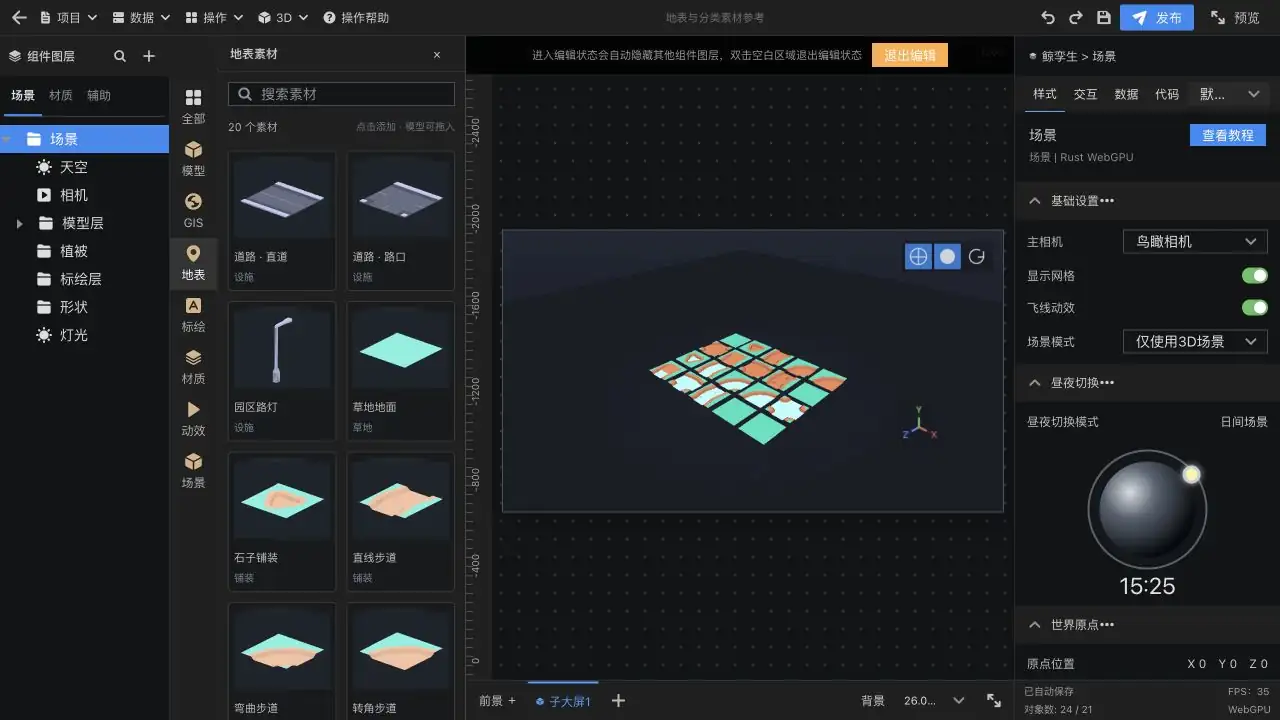 项目
数据
操作
3D
操作帮助
地表与分类素材参考
发布
预览
组件图层
场景 材质 辅助
场景
天空
相机
模型层
植被
标绘层
形状
灯光
全部
模型
GIS
地表
标绘
材质
动效
场景
地表素材
搜索素材
点击添加 · 模型可拖入
设施
设施
园区路灯
设施
草地地面
草地
石子铺装
铺装
直线步道
铺装
弯曲步道
转角步道
进入编辑状态会自动隐藏其他组件图层，双击空白区域退出编辑状态
退出编辑
-2400
-2000
-1600
-1200
-800
-400
0
Y
Z
X
前景 +
子大屏1
背景
26.0...
鲸孪生 > 场景
样式 交互 数据 代码 默...
场景
查看教程
场景 | Rust WebGPU
基础设置•••
主相机
鸟瞰相机
显示网格
飞线动效
场景模式
仅使用3D场景
昼夜切换•••
昼夜切换模式
日间场景
15:25
世界原点•••
原点位置
X 0 Y 0 Z 0
已自动保存
FPS: 35
对象数: 24 / 21
WebGPU